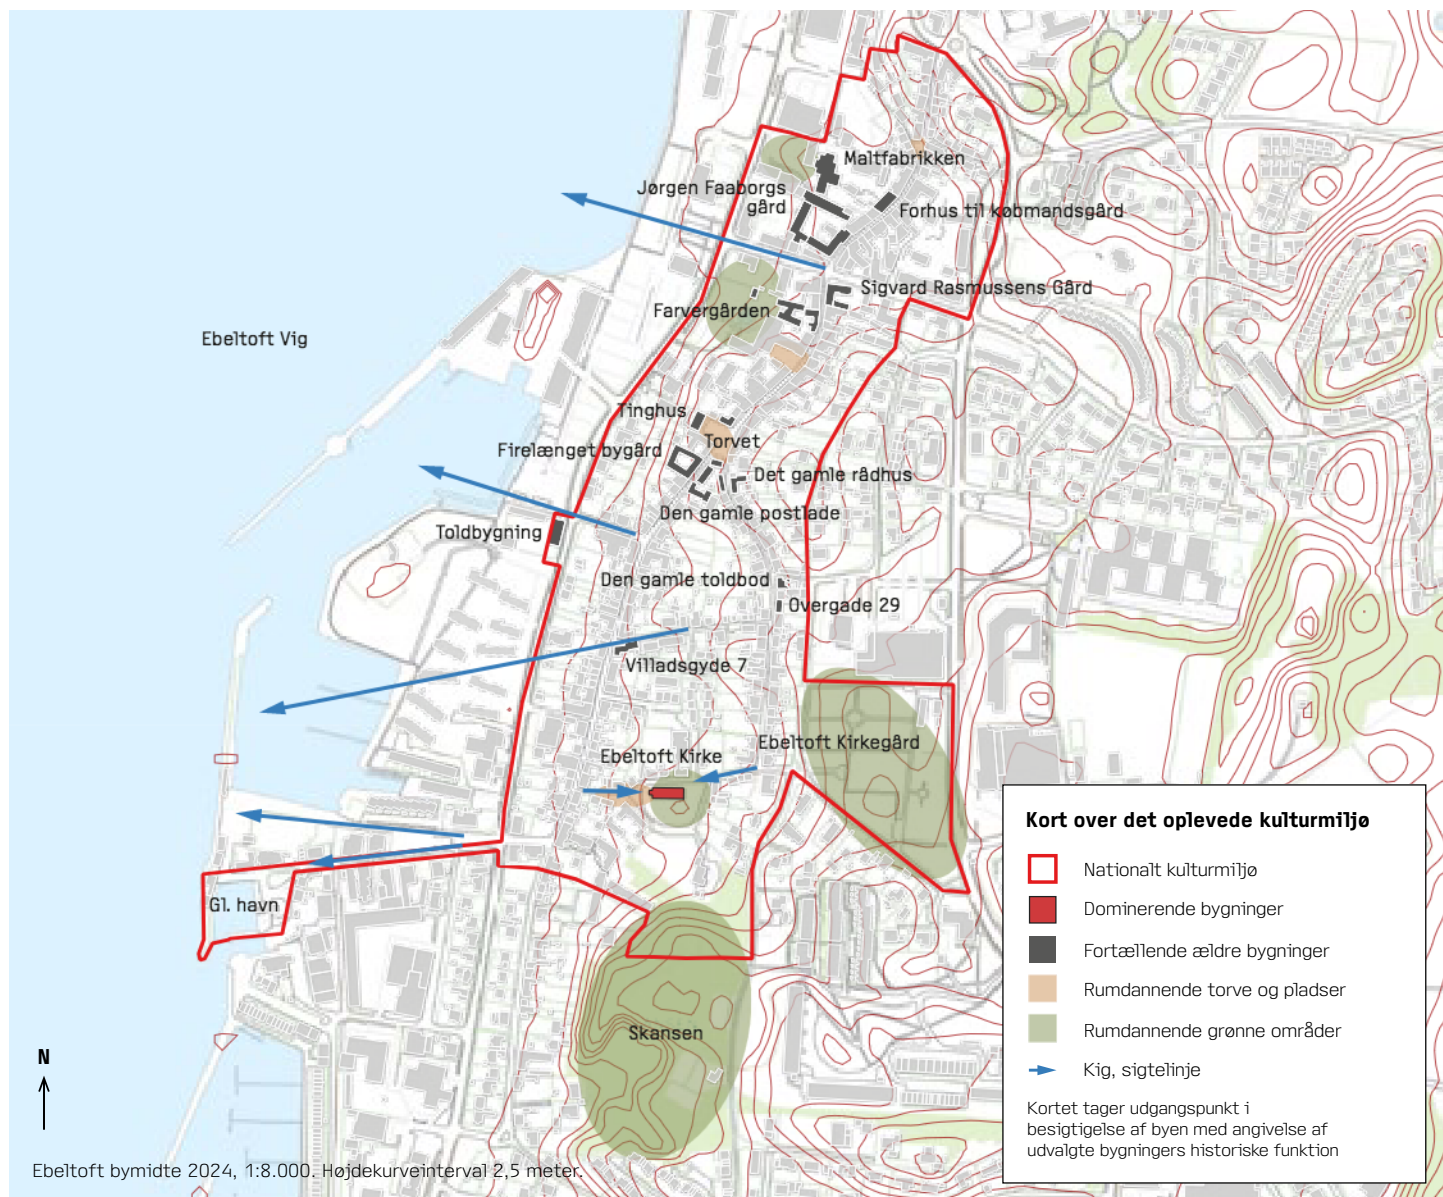 Maltfabrikken
Jørgen Faaborgs
gård
Forhus til købmandsgård
Sigvard Rasmussens Gård
Farvergården
Ebeltoft Vig
Tinghus
Torvet
Firelænget bygård
Det gamle rådhus
Den gamle postlade
Toldbygning
Den gamle toldbod
Overgade 29
Villadsgyde 7
Ebeltoft Kirkegård
Ebeltoft Kirke
Gl. havn
Skansen
N
Ebeltoft bymidte 2024, 1:8.000. Højdekurveinterval 2,5 meter.
Kort over det oplevede kulturmiljø
Nationalt kulturmiljø
Dominerende bygninger
Fortællende ældre bygninger
Rumdannende torve og pladser
Rumdannende grønne områder
Kig, sigtelinje
Kortet tager udgangspunkt i
besigtigelse af byen med angivelse af
udvalgte bygningers historiske funktion